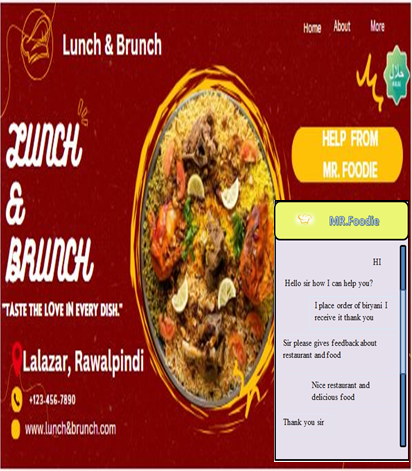 Lunch & Brunch
Home
About
More
حلال
HALAL
LUNCH
&
BRUNCH
"TASTE THE LOVE IN EVERY DISH."
Lalazar, Rawalpindi
+123-456-7890
www.lunch&brunch.com
HELP FROM
MR. FOODIE
MR.Foodie
HI
Hello sir how I can help you?
I place order of biryani I
receive it thank you
Sir please gives feedback about
restaurant and food
Nice restaurant and
delicious food
Thank you sir